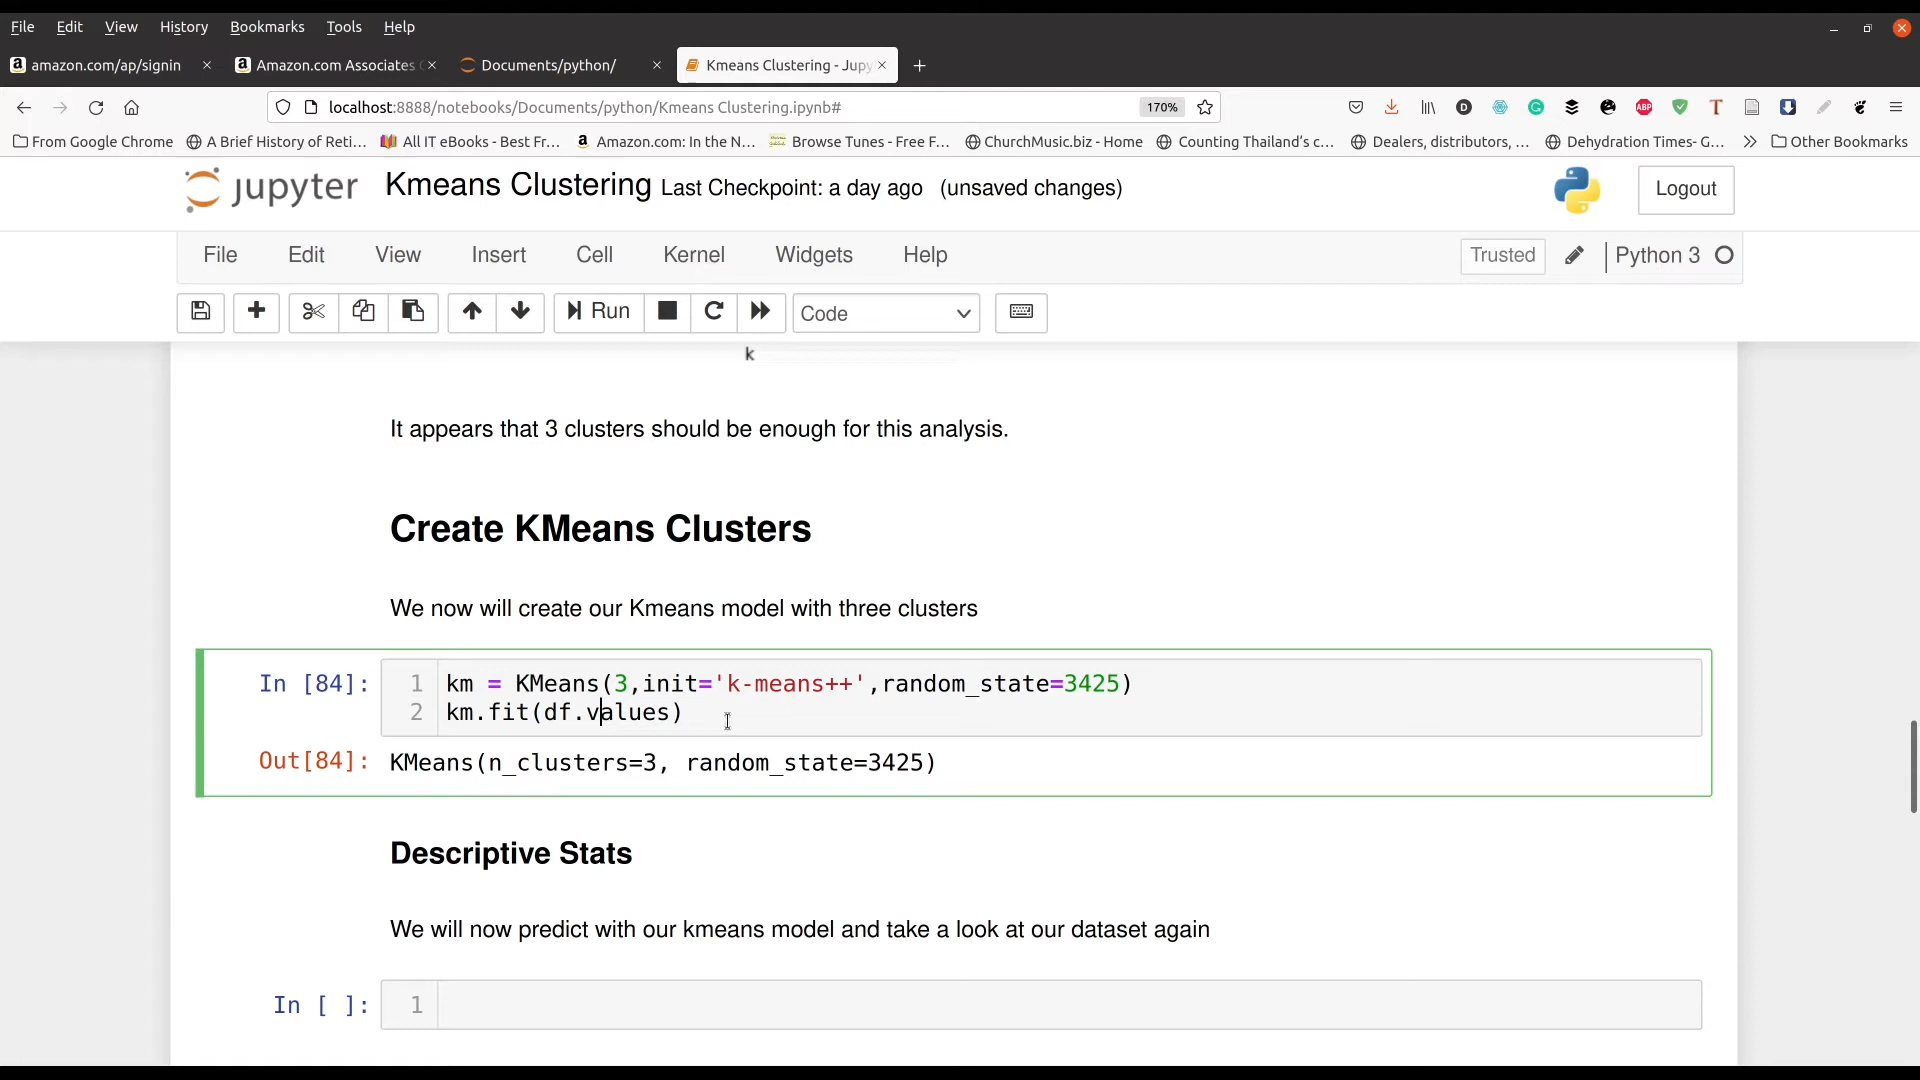 File Edit View History Bookmarks Tools Help
amazon.com/ap/signin Amazon.com Associates Documents/python/ Kmeans Clustering - Jupy
localhost:8888/notebooks/Documents/python/Kmeans Clustering.ipynb# 170%
From Google Chrome A Brief History of Reti... All IT eBooks - Best Fr... Amazon.com: In the N... Browse Tunes - Free F... ChurchMusic.biz - Home Counting Thailand's c... Dealers, distributors, ... Dehydration Times- G... Other Bookmarks
jupyter Kmeans Clustering Last Checkpoint: a day ago (unsaved changes) Logout
File Edit View Insert Cell Kernel Widgets Help Trusted Python 3
Run Code
k
It appears that 3 clusters should be enough for this analysis.
Create KMeans Clusters
We now will create our Kmeans model with three clusters
In [84]: 1 km = KMeans(3,init='k-means++',random_state=3425)
2 km.fit(df.values)
Out[84]: KMeans(n_clusters=3, random_state=3425)
Descriptive Stats
We will now predict with our kmeans model and take a look at our dataset again
In [ ]: 1